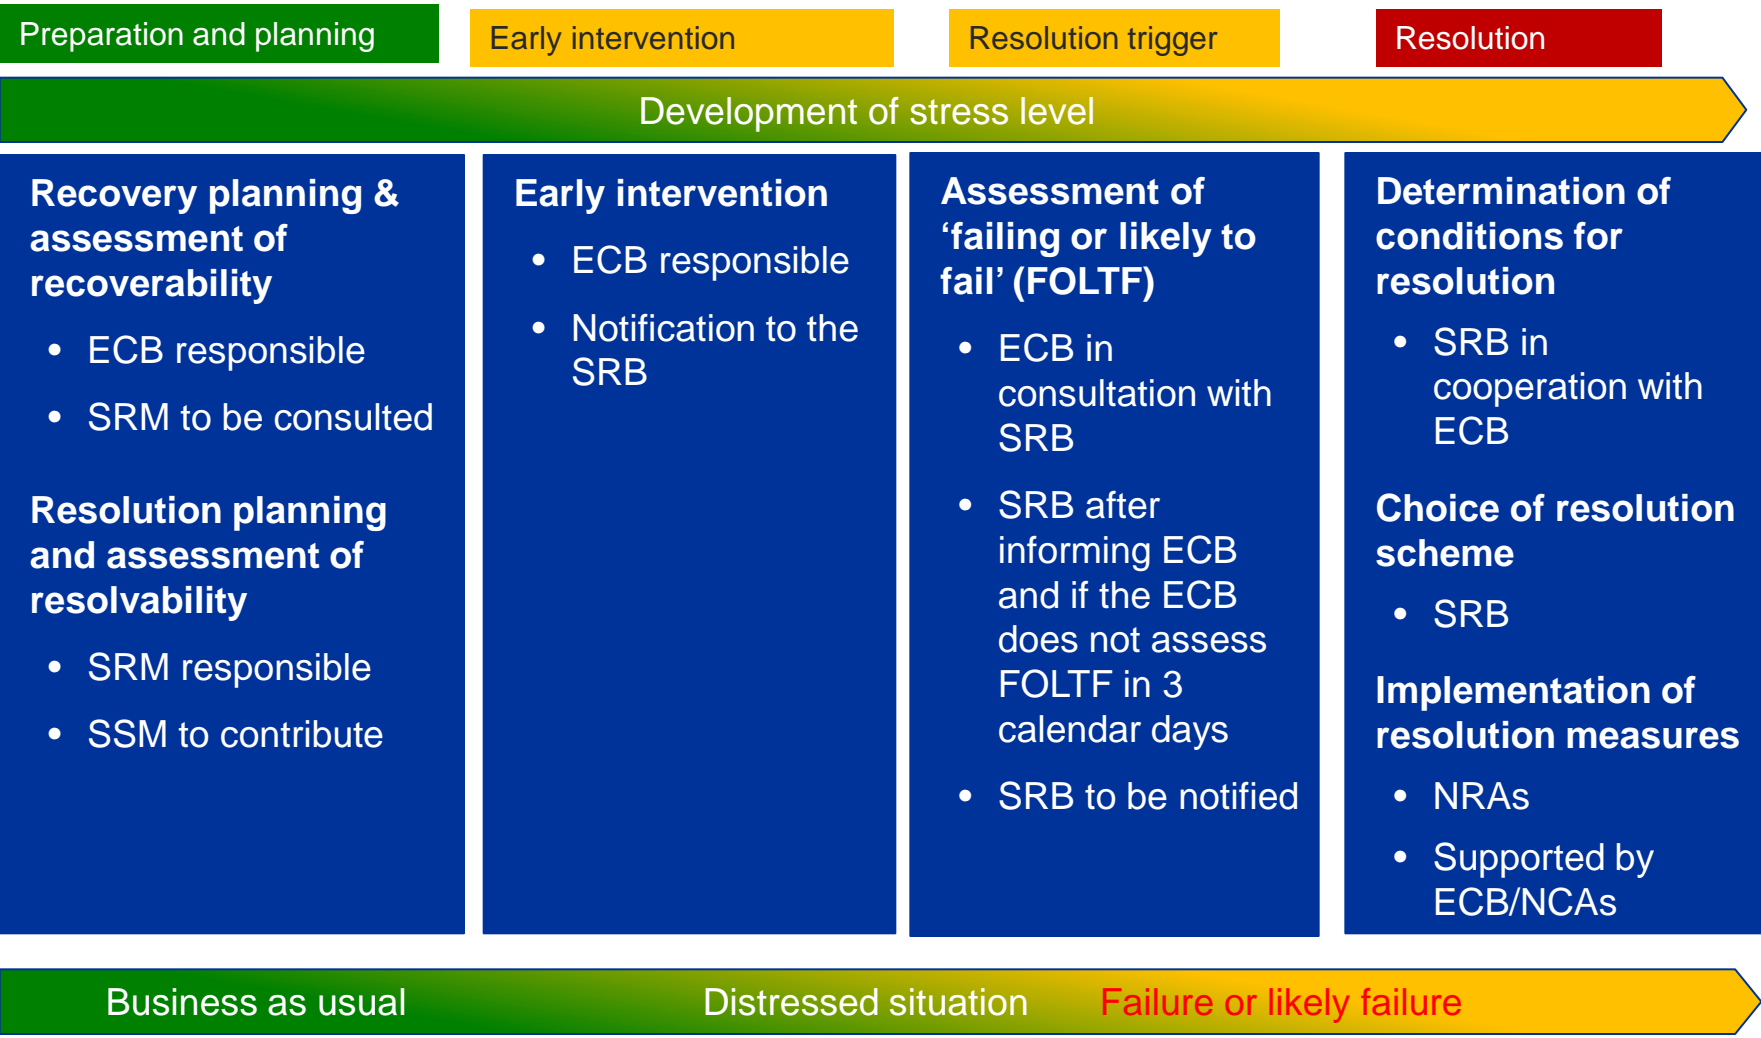 Preparation and planning
Early intervention
Resolution trigger
Resolution
Development of stress level
Recovery planning &
assessment of
recoverability
• ECB responsible
• SRM to be consulted
Resolution planning
and assessment of
resolvability
• SRM responsible
• SSM to contribute
Early intervention
• ECB responsible
• Notification to the
SRB
Assessment of
‘failing or likely to
fail’ (FOLTF)
• ECB in
consultation with
SRB
• SRB after
informing ECB
and if the ECB
does not assess
FOLTF in 3
calendar days
• SRB to be notified
Determination of
conditions for
resolution
• SRB in
cooperation with
ECB
Choice of resolution
scheme
• SRB
Implementation of
resolution measures
• NRAs
• Supported by
ECB/NCAs
Business as usual
Distressed situation
Failure or likely failure